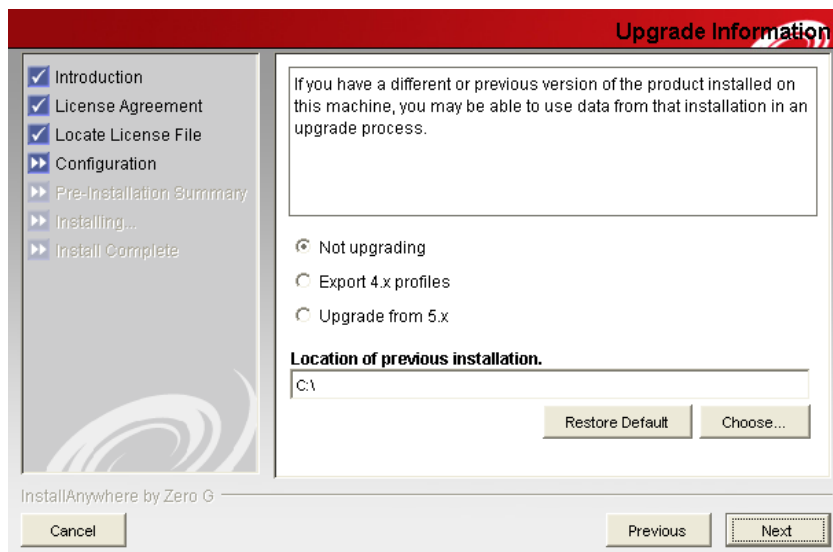 Upgrade Information
Introduction
License Agreement
Locate License File
Configuration
Pre-Installation Summary
Installing...
Install Complete
If you have a different or previous version of the product installed on
this machine, you may be able to use data from that installation in an
upgrade process.
Not upgrading
Export 4.x profiles
Upgrade from 5.x
Location of previous installation.
C:\
Restore Default
Choose...
InstallAnywhere by Zero G
Cancel
Previous
Next